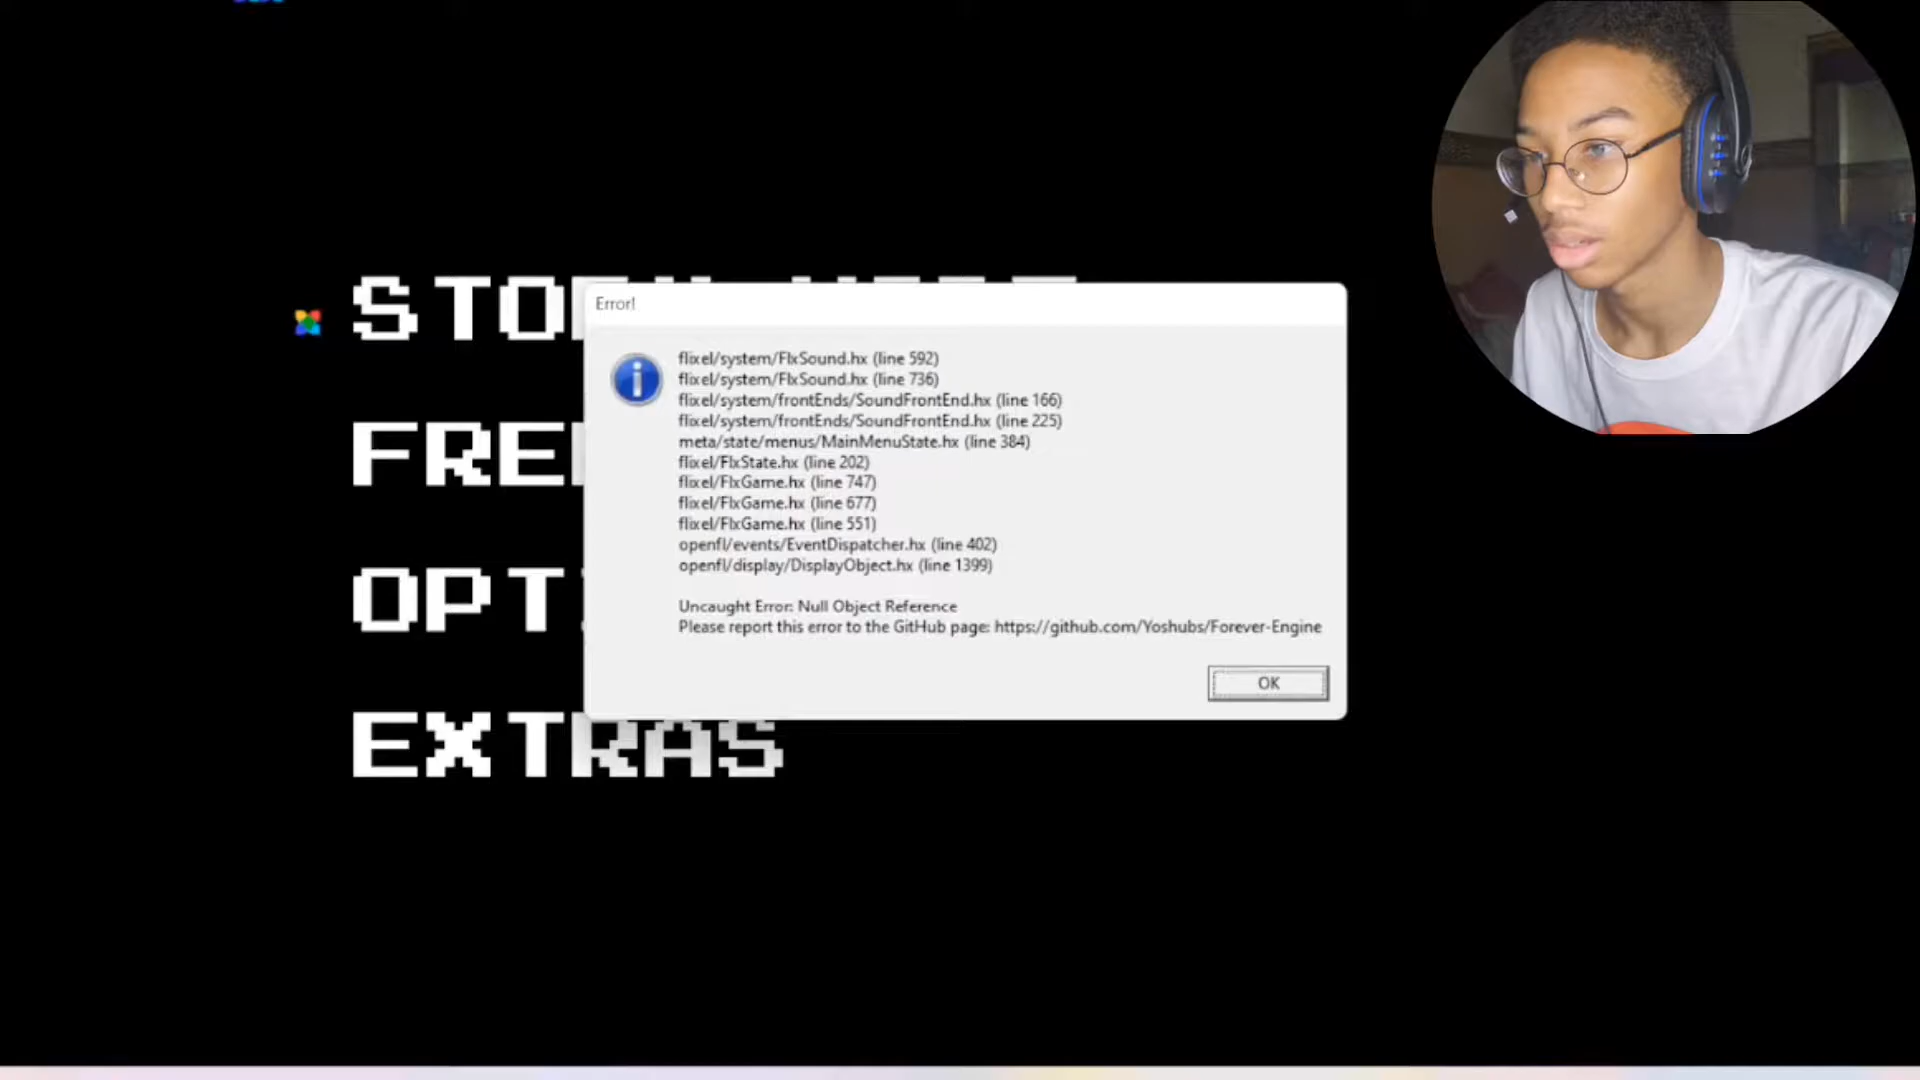 STO
Error!
flixel/system/FlxSound.hx (line 592)
flixel/system/FlxSound.hx (line 736)
flixel/system/frontEnds/SoundFrontEnd.hx (line 166)
flixel/system/frontEnds/SoundFrontEnd.hx (line 225)
meta/state/menus/MainMenuState.hx (line 384)
flixel/FlxState.hx (line 202)
flixel/FlxGame.hx (line 747)
flixel/FlxGame.hx (line 677)
flixel/FlxGame.hx (line 551)
openfl/events/EventDispatcher.hx (line 402)
openfl/display/DisplayObject.hx (line 1399)
Uncaught Error: Null Object Reference
Please report this error to the GitHub page: https://github.com/Yoshubs/Forever-Engine
OK
FRE
OPT
EXTRAS